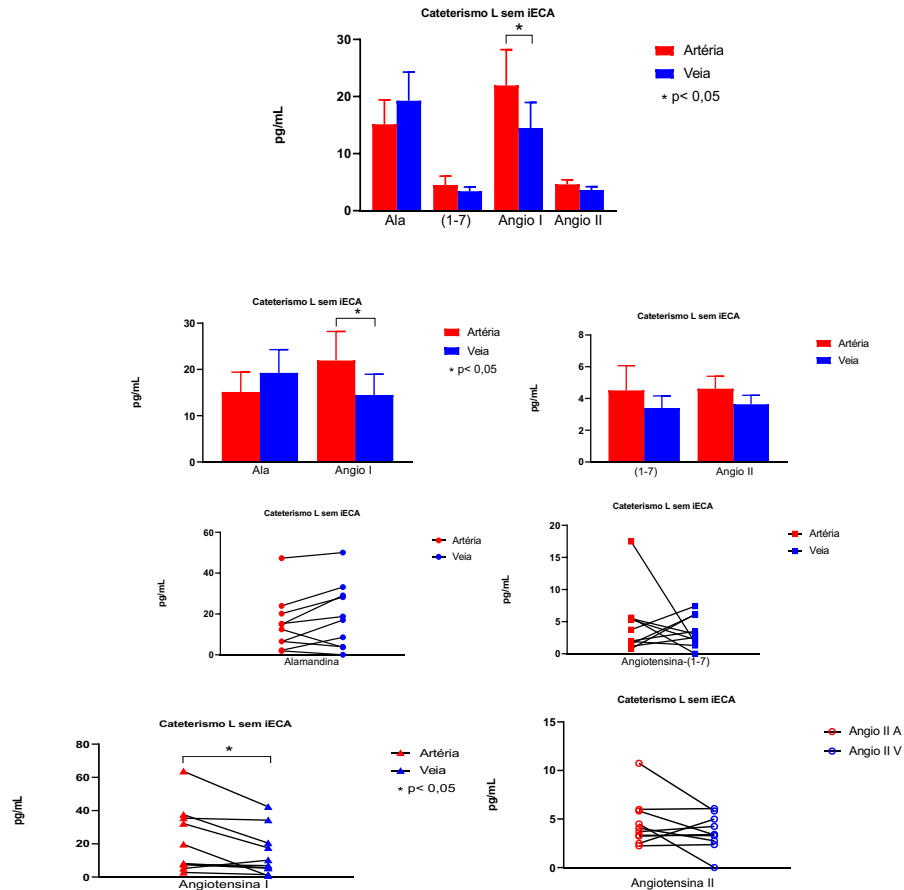 Cateterismo L sem iECA
30
20
10
0
pg/mL
*
Artéria
Veia
* p< 0,05
Ala
(1-7)
Angio I
Angio II
Cateterismo L sem iECA
30
20
10
0
pg/mL
*
Artéria
Veia
* p< 0,05
Ala
Angio I
Cateterismo L sem iECA
8
6
4
2
0
pg/mL
Artéria
Veia
(1-7)
Angio II
Cateterismo L sem iECA
60
40
20
0
pg/mL
Artéria
Veia
Alamandina
Cateterismo L sem iECA
20
15
10
5
0
pg/mL
Artéria
Veia
Angiotensina-(1-7)
Cateterismo L sem iECA
80
60
40
20
0
pg/mL
*
Artéria
Veia
* p< 0,05
Angiotensina I
Cateterismo L sem iECA
15
10
5
0
pg/mL
Angio II A
Angio II V
Angiotensina II